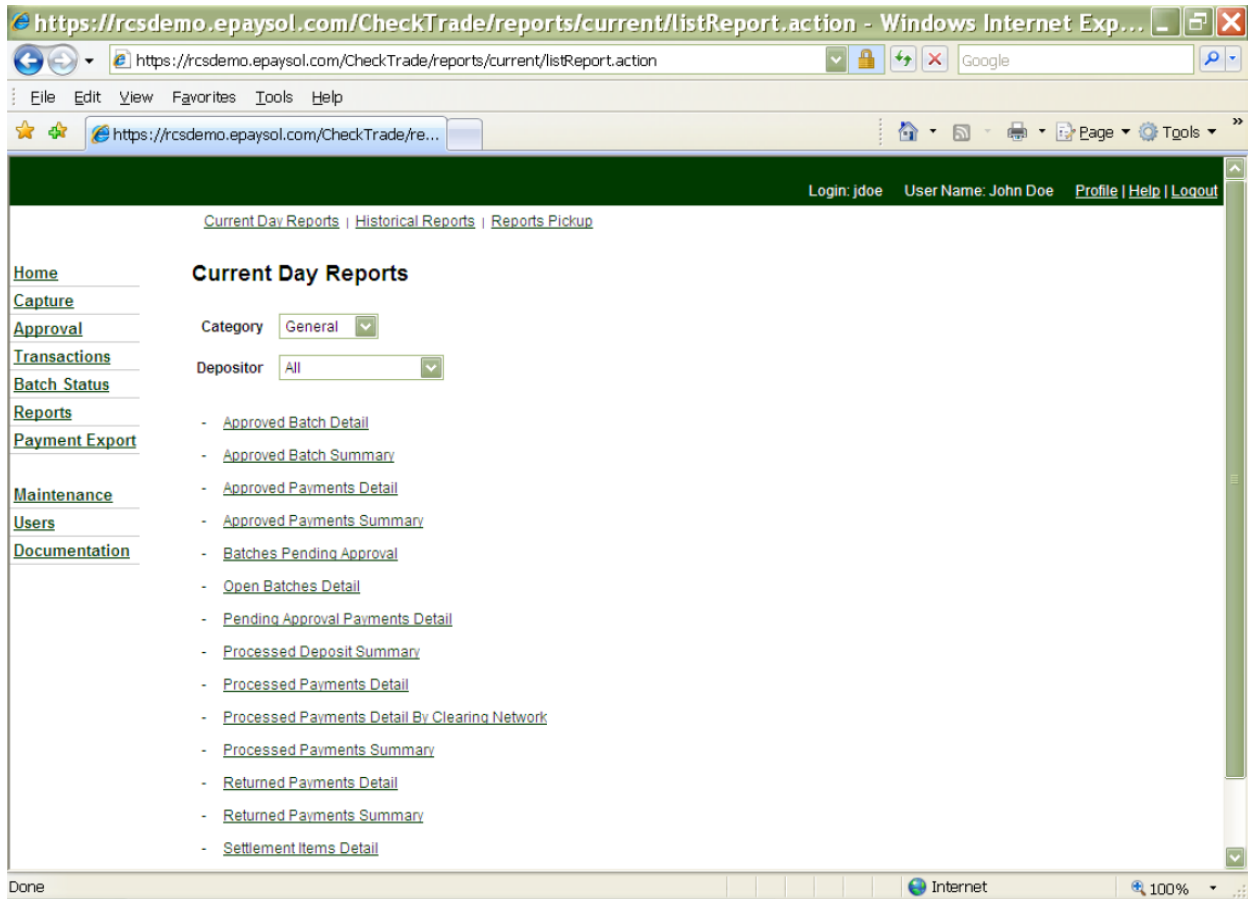 https://rcsdemo.epaysol.com/CheckTrade/reports/current/listReport.action - Windows Internet Exp...
https://rcsdemo.epaysol.com/CheckTrade/reports/current/listReport.action Google
File Edit View Favorites Tools Help
https://rcsdemo.epaysol.com/CheckTrade/re... Page Tools »
Login: jdoe User Name: John Doe Profile | Help | Logout
Current Day Reports | Historical Reports | Reports Pickup
Home
Capture
Approval
Transactions
Batch Status
Reports
Payment Export
Maintenance
Users
Documentation
Current Day Reports
Category General
Depositor All
- Approved Batch Detail
- Approved Batch Summary
- Approved Payments Detail
- Approved Payments Summary
- Batches Pending Approval
- Open Batches Detail
- Pending Approval Payments Detail
- Processed Deposit Summary
- Processed Payments Detail
- Processed Payments Detail By Clearing Network
- Processed Payments Summary
- Returned Payments Detail
- Returned Payments Summary
- Settlement Items Detail
Done Internet 100%